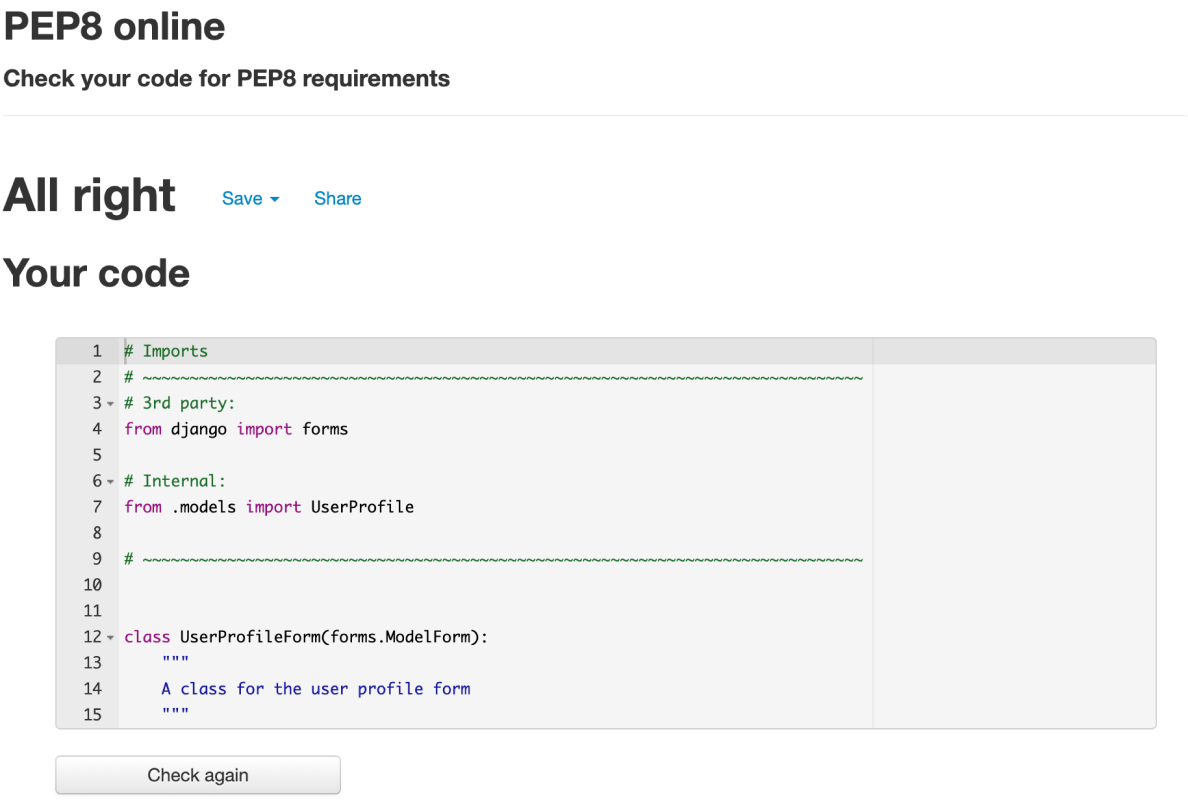 PEP8 online
Check your code for PEP8 requirements
All right Save Share
Your code
1 # Imports
2 # ~~~~~~~~~~~~~~~~~~~~~~~~~~~~~~~~~~~~~~~~~~~~~~~~~~~~~~~~~~~~~~~~~~~~~~~~~~~~~
3 # 3rd party:
4 from django import forms
5
6 # Internal:
7 from .models import UserProfile
8
9 # ~~~~~~~~~~~~~~~~~~~~~~~~~~~~~~~~~~~~~~~~~~~~~~~~~~~~~~~~~~~~~~~~~~~~~~~~~~~~~
10
11
12 class UserProfileForm(forms.ModelForm):
13     """
14     A class for the user profile form
15     """
Check again